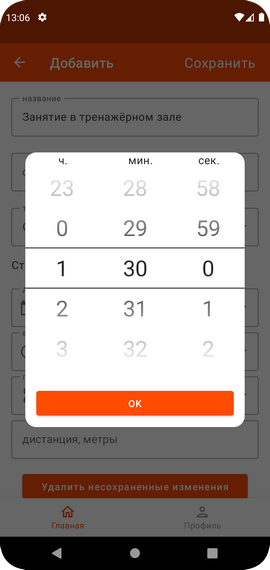 13:06
Добавить Сохранить
название
Занятие в тренажёрном зале
ч. мин. сек.
23 28 58
0 29 59
1 30 0
2 31 1
3 32 2
OK
дистанция, метры
Удалить несохраненные изменения
Главная Профиль